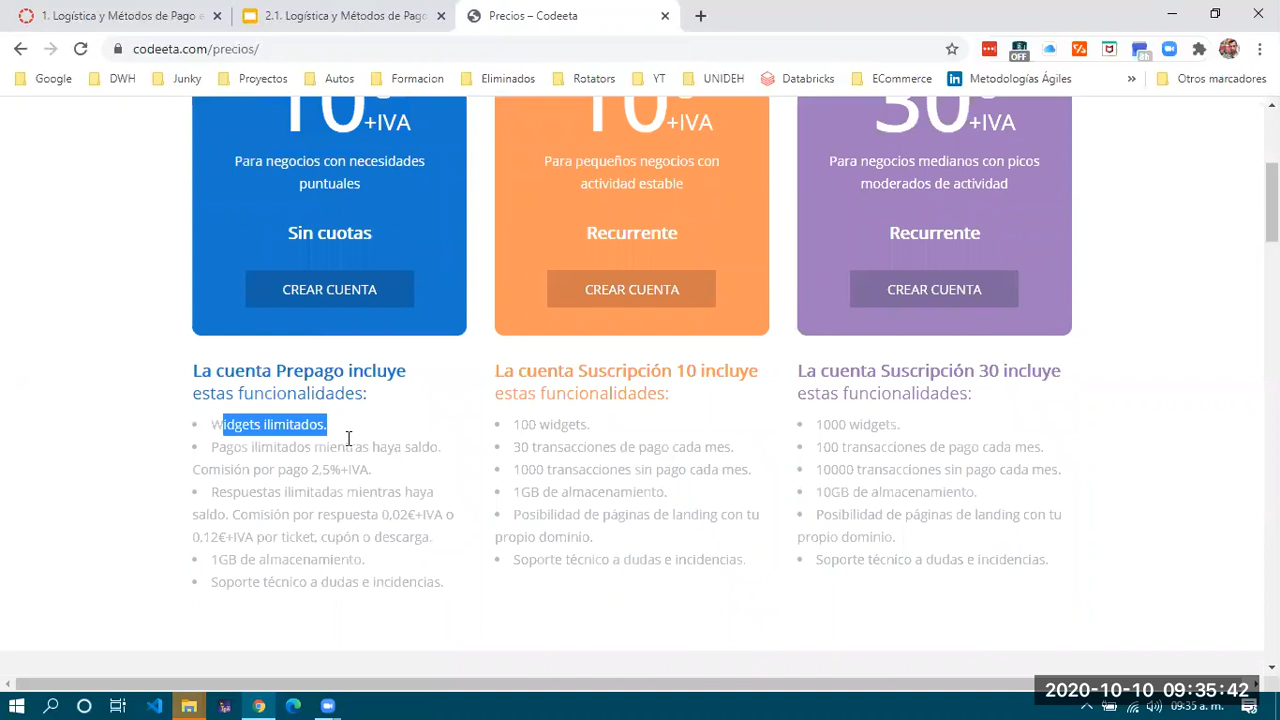 1. Logística y Métodos de Pago e
2.1. Logística y Métodos de Pago
Precios – Codeeta
codeeta.com/precios/
OFF
8h
Google
DWH
Junky
Proyectos
Autos
Formacion
Eliminados
Rotators
YT
UNIDEH
Databricks
ECommerce
Metodologías Ágiles
»
Otros marcadores
10
+IVA
Para negocios con necesidades
puntuales
Sin cuotas
CREAR CUENTA
10
+IVA
Para pequeños negocios con
actividad estable
Recurrente
CREAR CUENTA
30
+IVA
Para negocios medianos con picos
moderados de actividad
Recurrente
CREAR CUENTA
La cuenta Prepago incluye
estas funcionalidades:
• Widgets ilimitados.
• Pagos ilimitados mientras haya saldo.
Comisión por pago 2,5%+IVA.
• Respuestas ilimitadas mientras haya
saldo. Comisión por respuesta 0,02€+IVA o
0,12€+IVA por ticket, cupón o descarga.
• 1GB de almacenamiento.
• Soporte técnico a dudas e incidencias.
La cuenta Suscripción 10 incluye
estas funcionalidades:
• 100 widgets.
• 30 transacciones de pago cada mes.
• 1000 transacciones sin pago cada mes.
• 1GB de almacenamiento.
• Posibilidad de páginas de landing con tu
propio dominio.
• Soporte técnico a dudas e incidencias.
La cuenta Suscripción 30 incluye
estas funcionalidades:
• 1000 widgets.
• 100 transacciones de pago cada mes.
• 10000 transacciones sin pago cada mes.
• 10GB de almacenamiento.
• Posibilidad de páginas de landing con tu
propio dominio.
• Soporte técnico a dudas e incidencias.
2020-10-10 09:35:42
09:35 a. m.